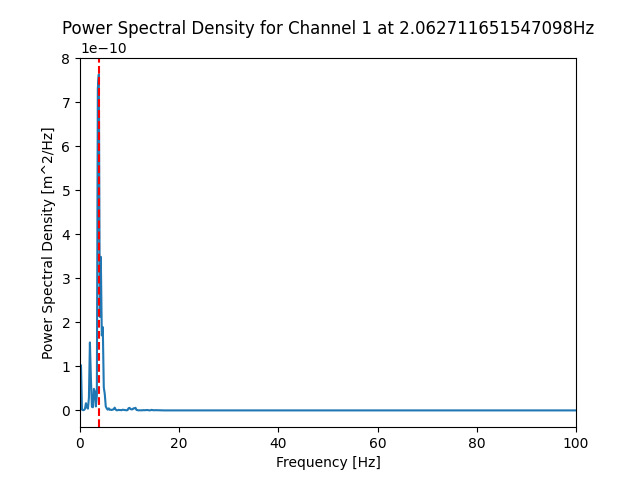 Power Spectral Density for Channel 1 at 2.062711651547098Hz
1e−10
8
7
6
5
4
3
2
1
0
Power Spectral Density [m^2/Hz]
0 20 40 60 80 100
Frequency [Hz]